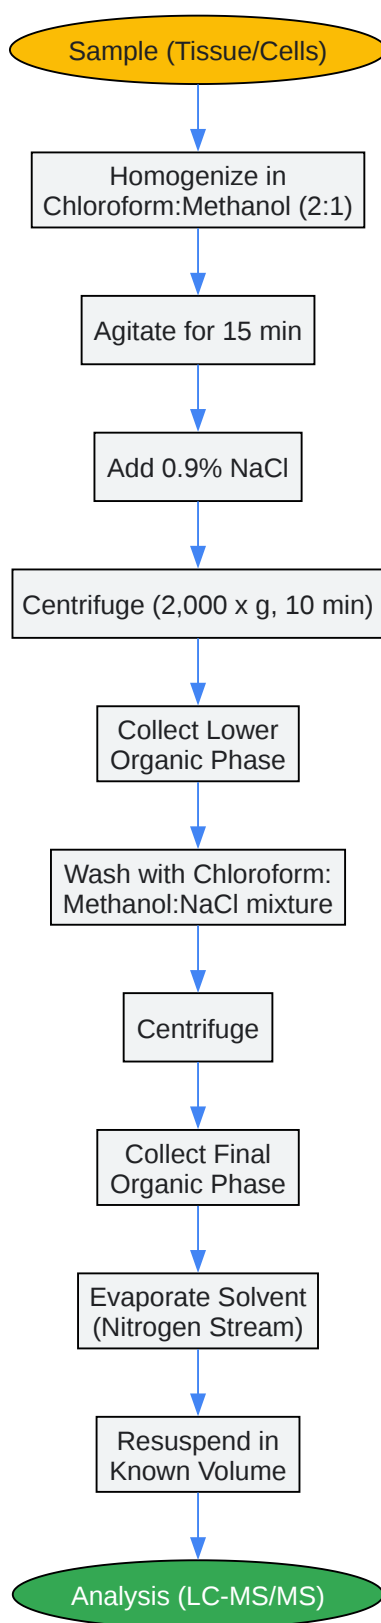 Sample (Tissue/Cells)
Homogenize in
Chloroform:Methanol (2:1)
Agitate for 15 min
Add 0.9% NaCl
Centrifuge (2,000 x g, 10 min)
Collect Lower
Organic Phase
Wash with Chloroform:
Methanol:NaCl mixture
Centrifuge
Collect Final
Organic Phase
Evaporate Solvent
(Nitrogen Stream)
Resuspend in
Known Volume
Analysis (LC-MS/MS)